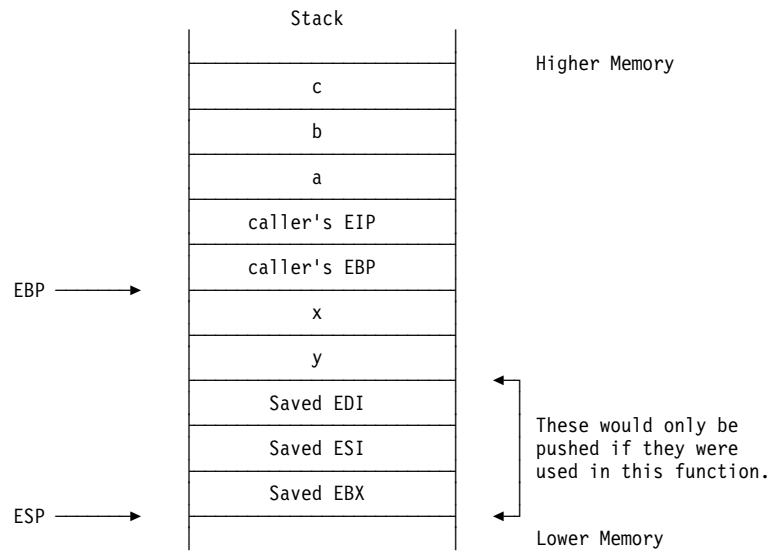 Stack
Higher Memory
c
b
a
caller's EIP
caller's EBP
EBP
x
y
Saved EDI
These would only be
pushed if they were
used in this function.
Saved ESI
Saved EBX
ESP
Lower Memory